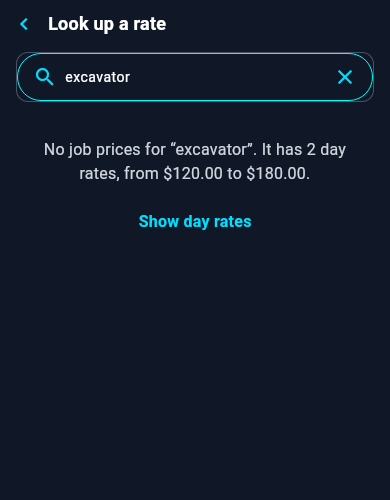 Look up a rate
excavator
No job prices for “excavator”. It has 2 day
rates, from $120.00 to $180.00.
Show day rates